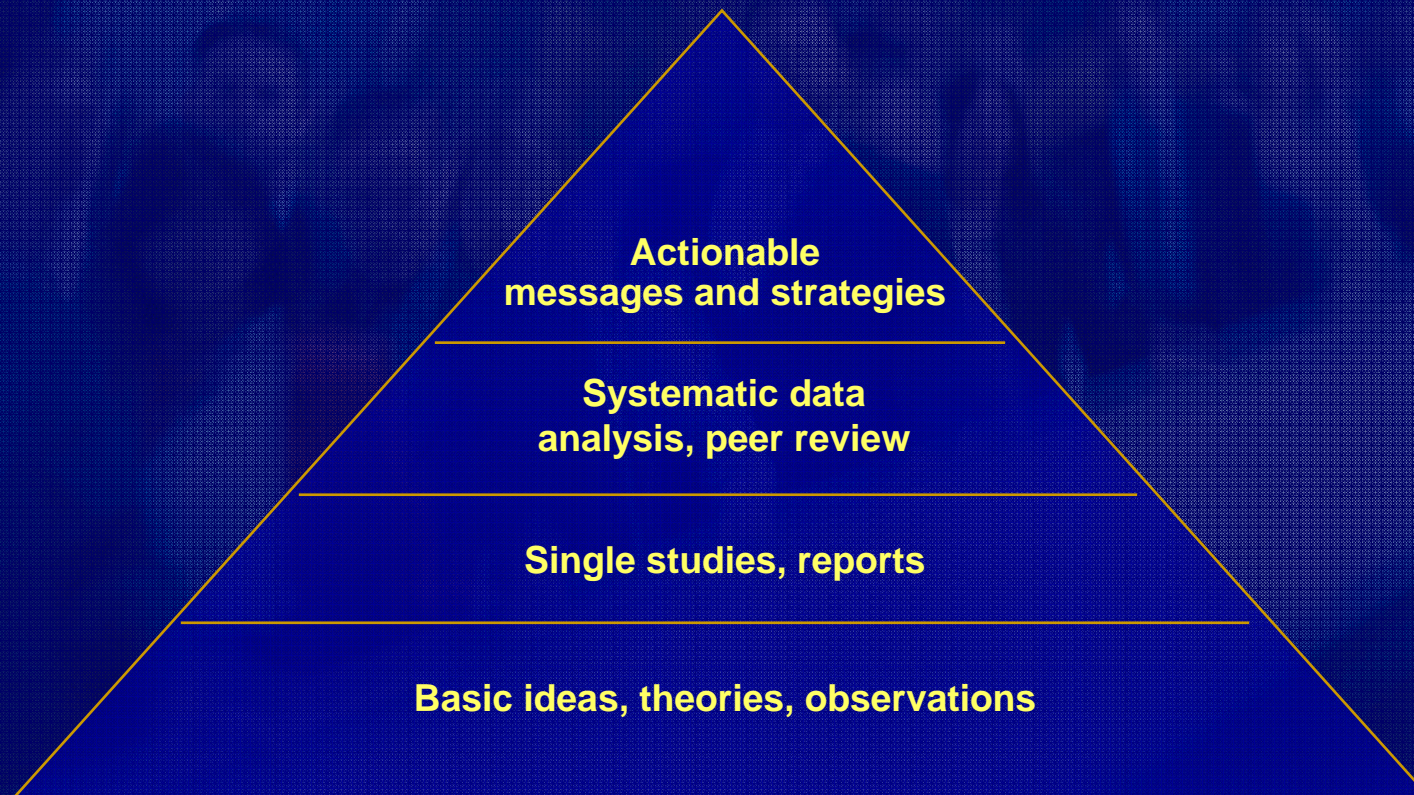 Actionable
messages and strategies
Systematic data
analysis, peer review
Single studies, reports
Basic ideas, theories, observations